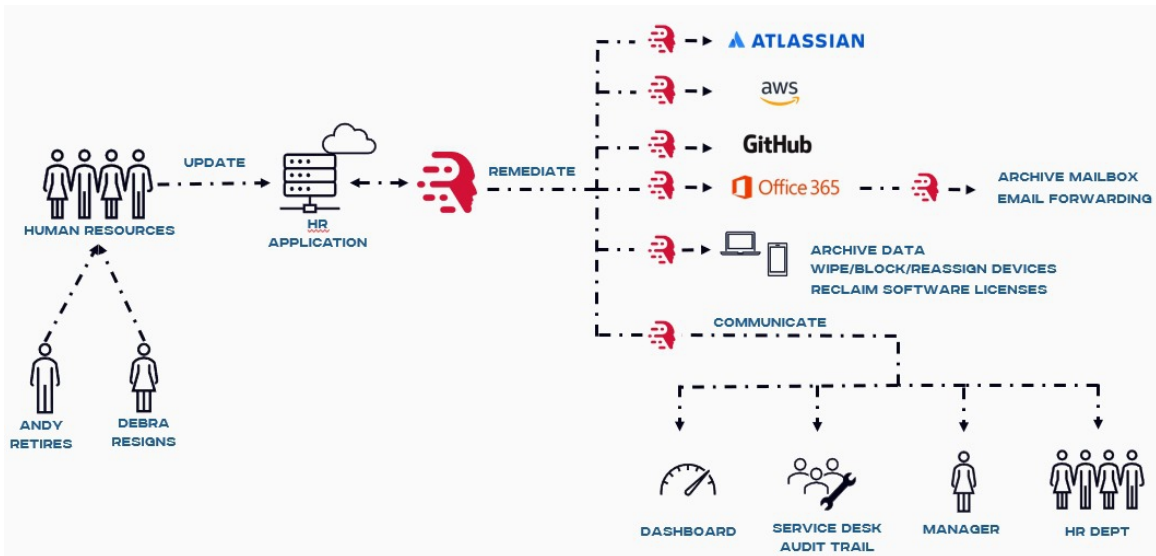 ATLASSIAN
aws
GitHub
UPDATE
REMEDIATE
Office 365
ARCHIVE MAILBOX
EMAIL FORWARDING
HUMAN RESOURCES
HR
APPLICATION
ARCHIVE DATA
WIPE/BLOCK/REASSIGN DEVICES
RECLAIM SOFTWARE LICENSES
COMMUNICATE
ANDY
RETIRES
DEBRA
RESIGNS
DASHBOARD
SERVICE DESK
AUDIT TRAIL
MANAGER
HR DEPT